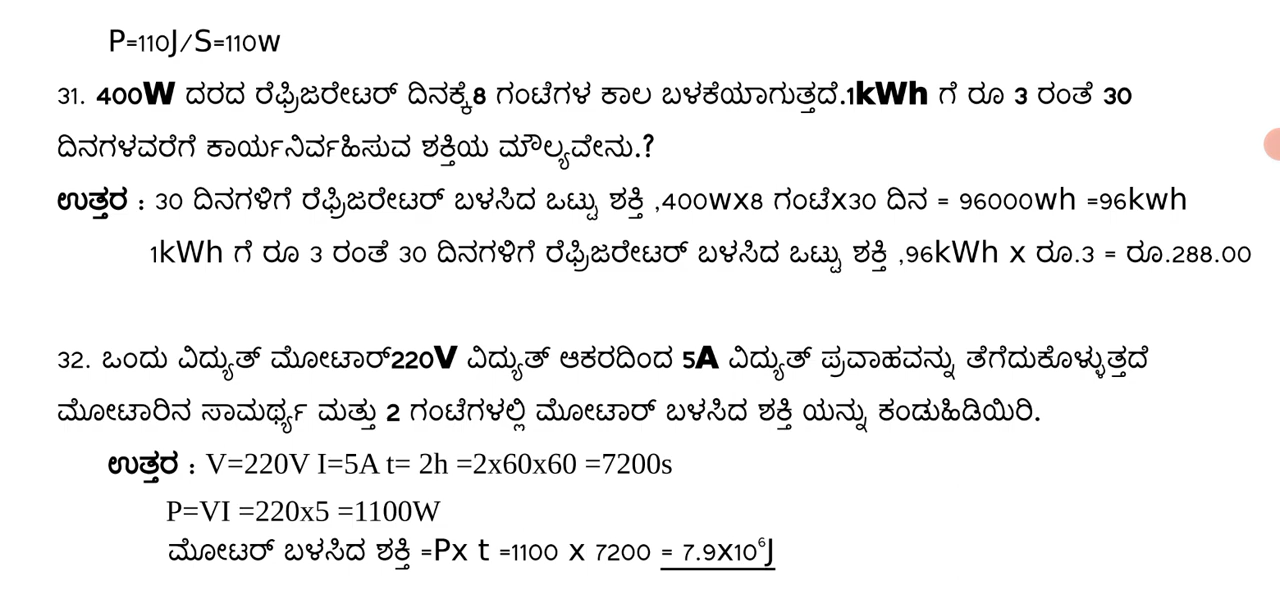 P=110J/S=110w
31. 400W ದರದ ರೆಫ್ರಿಜರೇಟರ್ ದಿನಕ್ಕೆ8 ಗಂಟೆಗಳ ಕಾಲ ಬಳಕೆಯಾಗುತ್ತದೆ.1kWh ಗೆ ರೂ 3 ರಂತೆ 30
ದಿನಗಳವರೆಗೆ ಕಾರ್ಯನಿರ್ವಹಿಸುವ ಶಕ್ತಿಯ ಮೌಲ್ಯವೇನು.?
ಉತ್ತರ : 30 ದಿನಗಳಿಗೆ ರೆಫ್ರಿಜರೇಟರ್ ಬಳಸಿದ ಒಟ್ಟು ಶಕ್ತಿ ,400wx8 ಗಂಟೆx30 ದಿನ = 96000wh =96kwh
1kWh ಗೆ ರೂ 3 ರಂತೆ 30 ದಿನಗಳಿಗೆ ರೆಫ್ರಿಜರೇಟರ್ ಬಳಸಿದ ಒಟ್ಟು ಶಕ್ತಿ ,96kWh x ರೂ.3 = ರೂ.288.00
32. ಒಂದು ವಿದ್ಯುತ್ ಮೋಟಾರ್220V ವಿದ್ಯುತ್ ಆಕರದಿಂದ 5A ವಿದ್ಯುತ್ ಪ್ರವಾಹವನ್ನು ತೆಗೆದುಕೊಳ್ಳುತ್ತದೆ
ಮೋಟಾರಿನ ಸಾಮರ್ಥ್ಯ ಮತ್ತು 2 ಗಂಟೆಗಳಲ್ಲಿ ಮೋಟಾರ್ ಬಳಸಿದ ಶಕ್ತಿ ಯನ್ನು ಕಂಡುಹಿಡಿಯಿರಿ.
ಉತ್ತರ : V=220V I=5A t= 2h =2x60x60 =7200s
P=VI =220x5 =1100W
ಮೋಟರ್ ಬಳಸಿದ ಶಕ್ತಿ =Px t =1100 x 7200 = 7.9X10⁶J